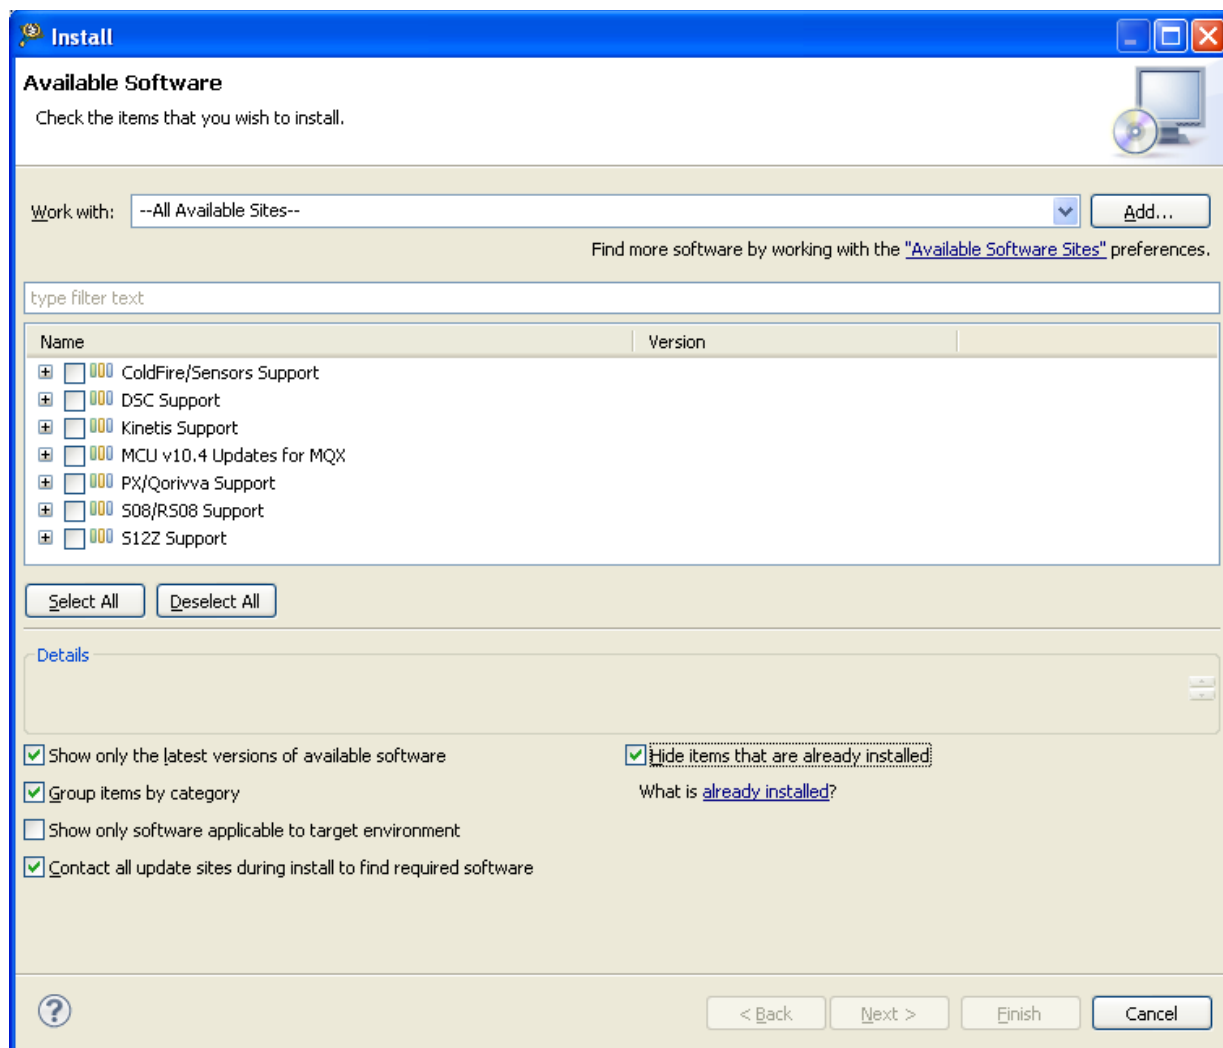 Install
Available Software
Check the items that you wish to install.
Work with: --All Available Sites-- Add...
Find more software by working with the "Available Software Sites" preferences.
type filter text
Name Version
ColdFire/Sensors Support
DSC Support
Kinetis Support
MCU v10.4 Updates for MQX
PX/Qorivva Support
S08/RS08 Support
S12Z Support
Select All Deselect All
Details
Show only the latest versions of available software Hide items that are already installed
Group items by category What is already installed?
Show only software applicable to target environment
Contact all update sites during install to find required software
? < Back Next > Finish Cancel